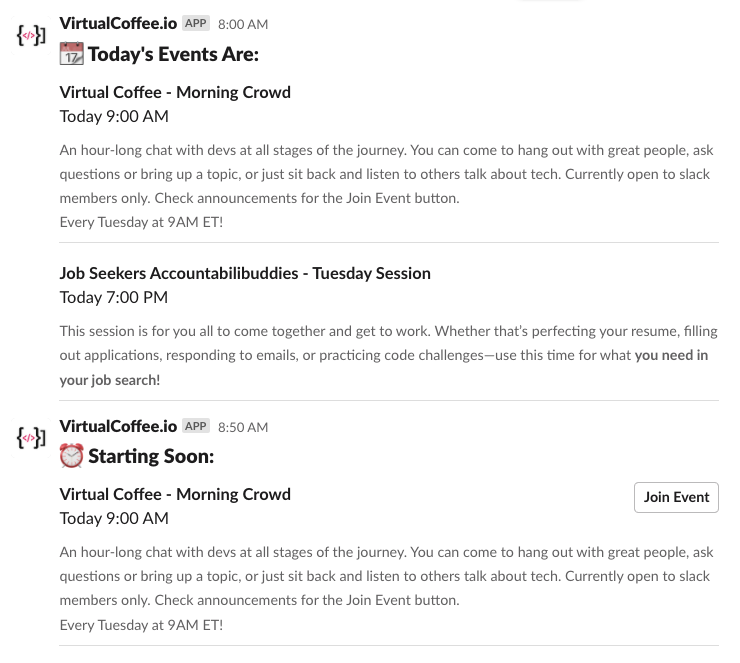 VirtualCoffee.io APP 8:00 AM
17 Today's Events Are:
Virtual Coffee - Morning Crowd
Today 9:00 AM
An hour-long chat with devs at all stages of the journey. You can come to hang out with great people, ask
questions or bring up a topic, or just sit back and listen to others talk about tech. Currently open to slack
members only. Check announcements for the Join Event button.
Every Tuesday at 9AM ET!
Job Seekers Accountabilibuddies - Tuesday Session
Today 7:00 PM
This session is for you all to come together and get to work. Whether that's perfecting your resume, filling
out applications, responding to emails, or practicing code challenges—use this time for what you need in
your job search!
VirtualCoffee.io APP 8:50 AM
Starting Soon:
Virtual Coffee - Morning Crowd
Join Event
Today 9:00 AM
An hour-long chat with devs at all stages of the journey. You can come to hang out with great people, ask
questions or bring up a topic, or just sit back and listen to others talk about tech. Currently open to slack
members only. Check announcements for the Join Event button.
Every Tuesday at 9AM ET!